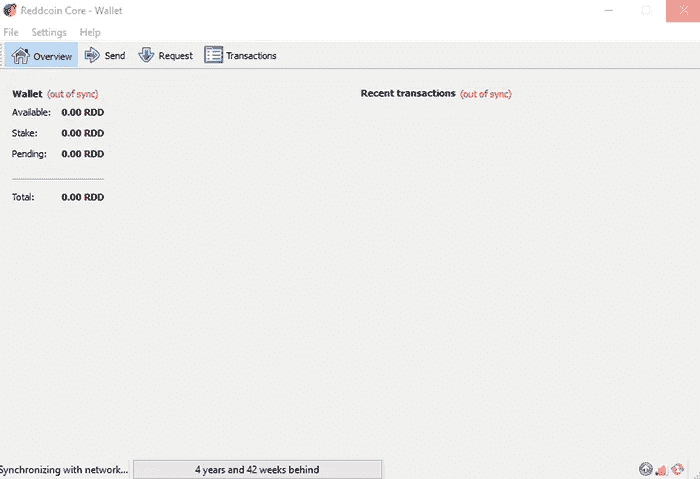 Reddcoin Core - Wallet
File Settings Help
Overview Send Request Transactions
Wallet (out of sync) Recent transactions (out of sync)
Available: 0.00 RDD
Stake: 0.00 RDD
Pending: 0.00 RDD
Total: 0.00 RDD
Synchronizing with network... 4 years and 42 weeks behind